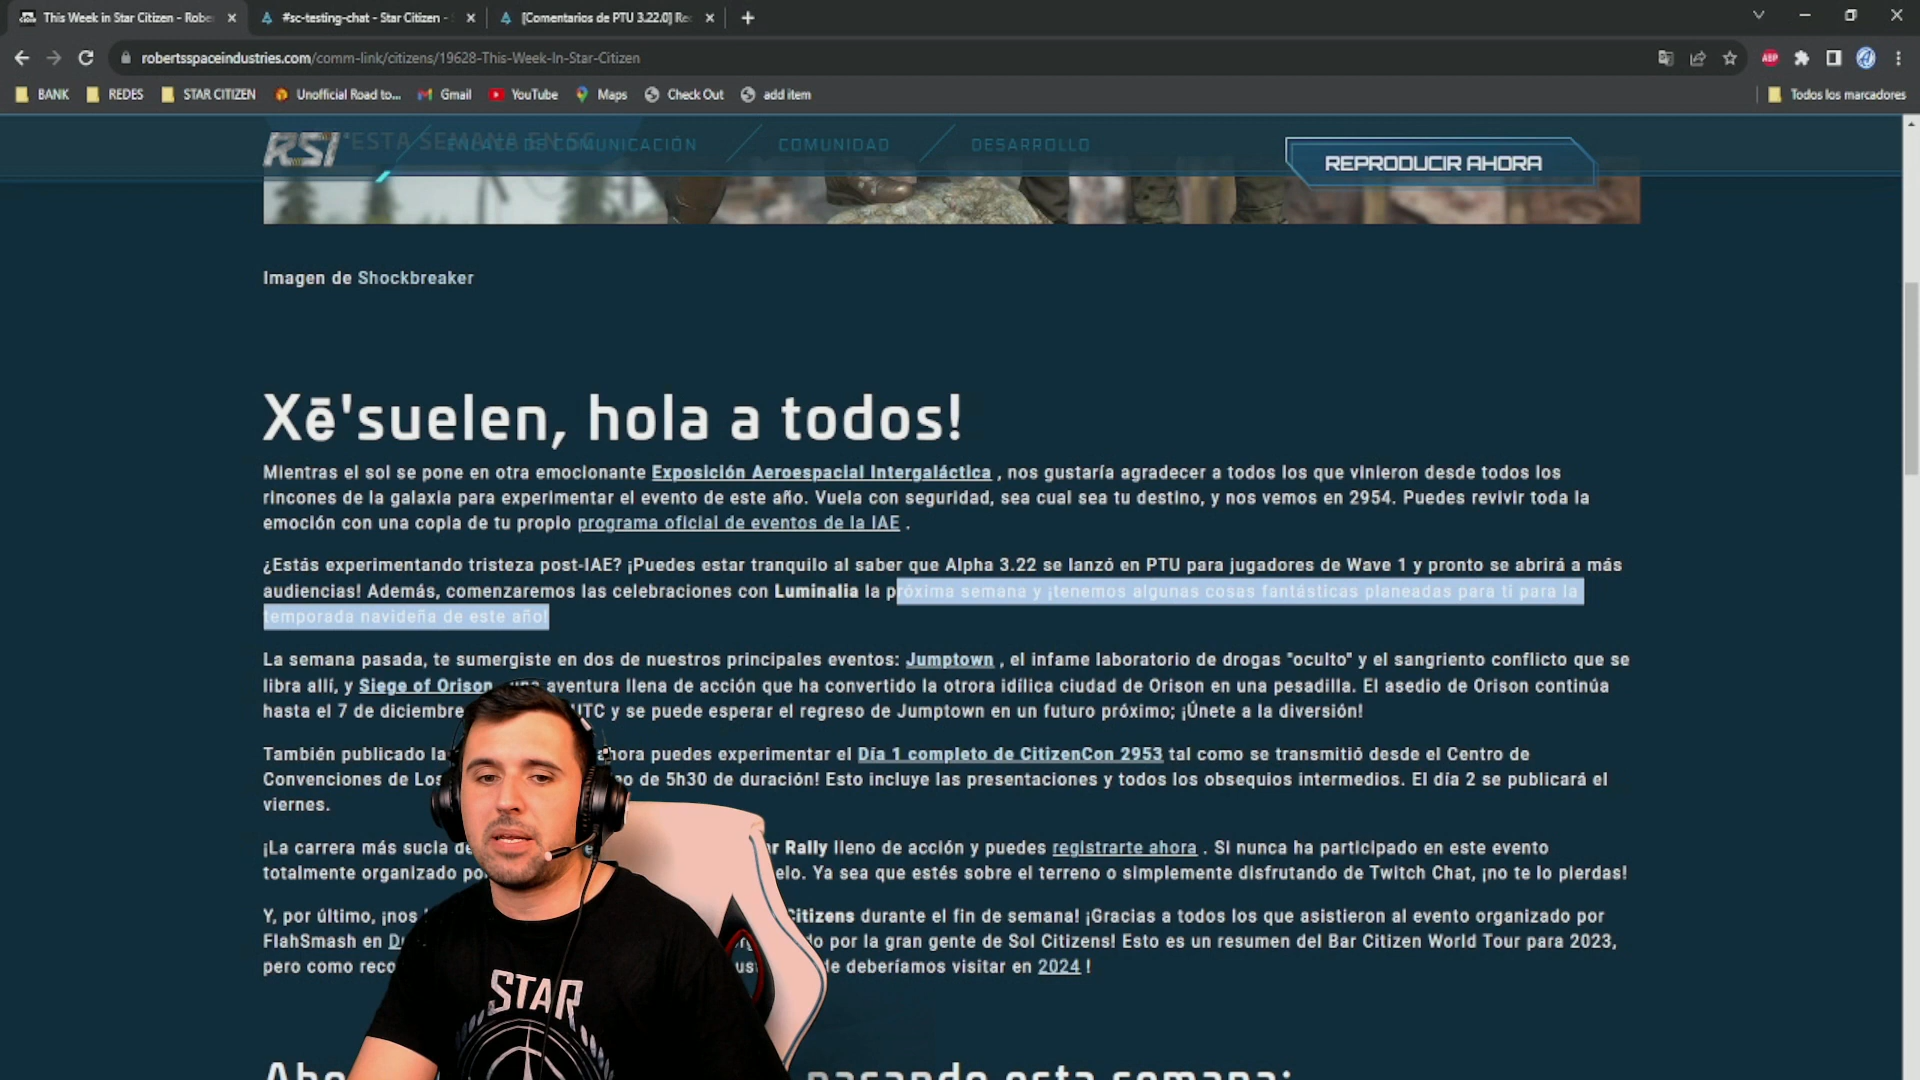 This Week in Star Citizen - Robe
#sc-testing-chat - Star Citizen -
[Comentarios de PTU 3.22.0] Re
robertsspaceindustries.com/comm-link/citizens/19628-This-Week-In-Star-Citizen
ABP
BANK
REDES
STAR CITIZEN
Unofficial Road to...
Gmail
YouTube
Maps
Check Out
add item
Todos los marcadores
RSI
ESTA SEMANA EN SC
ENLACE DE COMUNICACIÓN
COMUNIDAD
DESARROLLO
REPRODUCIR AHORA
Imagen de Shockbreaker
Xē'suelen, hola a todos!
Mientras el sol se pone en otra emocionante Exposición Aeroespacial Intergaláctica , nos gustaría agradecer a todos los que vinieron desde todos los
rincones de la galaxia para experimentar el evento de este año. Vuela con seguridad, sea cual sea tu destino, y nos vemos en 2954. Puedes revivir toda la
emoción con una copia de tu propio programa oficial de eventos de la IAE .
¿Estás experimentando tristeza post-IAE? ¡Puedes estar tranquilo al saber que Alpha 3.22 se lanzó en PTU para jugadores de Wave 1 y pronto se abrirá a más
audiencias! Además, comenzaremos las celebraciones con Luminalia la próxima semana y ¡tenemos algunas cosas fantásticas planeadas para ti para la
temporada navideña de este año!
La semana pasada, te sumergiste en dos de nuestros principales eventos: Jumptown , el infame laboratorio de drogas "oculto" y el sangriento conflicto que se
libra allí, y Siege of Orison una aventura llena de acción que ha convertido la otrora idílica ciudad de Orison en una pesadilla. El asedio de Orison continúa
hasta el 7 de diciembre UTC y se puede esperar el regreso de Jumptown en un futuro próximo; ¡Únete a la diversión!
También publicado la ahora puedes experimentar el Día 1 completo de CitizenCon 2953 tal como se transmitió desde el Centro de
Convenciones de Los de 5h30 de duración! Esto incluye las presentaciones y todos los obsequios intermedios. El día 2 se publicará el
viernes.
¡La carrera más sucia de Rally lleno de acción y puedes registrarte ahora . Si nunca ha participado en este evento
totalmente organizado Ya sea que estés sobre el terreno o simplemente disfrutando de Twitch Chat, ¡no te lo pierdas!
Y, por último, ¡nos Citizens durante el fin de semana! ¡Gracias a todos los que asistieron al evento organizado por
FlahSmash en por la gran gente de Sol Citizens! Esto es un resumen del Bar Citizen World Tour para 2023,
pero como deberíamos visitar en 2024 !
STAR
pasando esta semana: